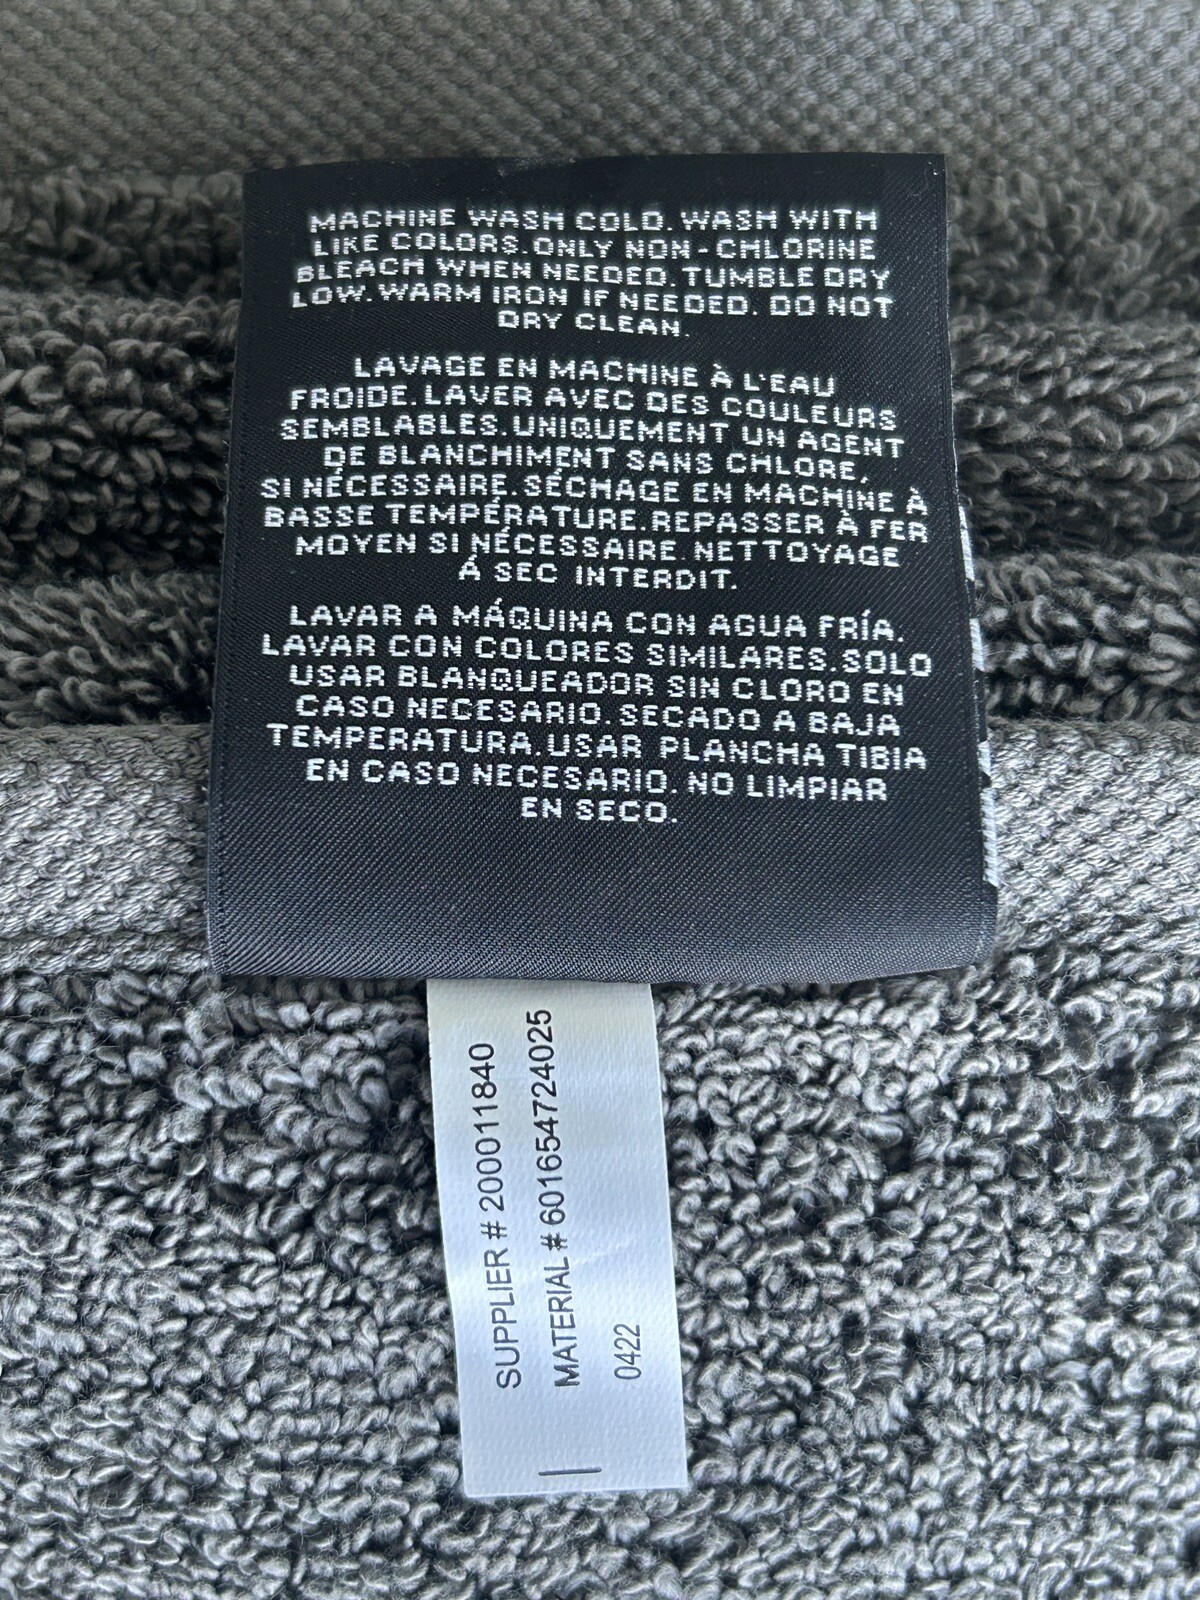 MACHINE WASH COLD. WASH WITH
LIKE COLORS. ONLY NON-CHLORINE
BLEACH WHEN NEEDED. TUMBLE DRY
LOW. WARM IRON IF NEEDED. DO NOT
DRY CLEAN.
LAVAGE EN MACHINE À L'EAU
FROIDE. LAVER AVEC DES COULEURS
SEMBLABLES. UNIQUEMENT UN AGENT
DE BLANCHIMENT SANS CHLORE,
SI NÉCESSAIRE. SÉCHAGE EN MACHINE À
BASSE TEMPÉRATURE. REPASSER À FER
MOYEN SI NÉCESSAIRE. NETTOYAGE
Á SEC INTERDIT.
LAVAR A MÁQUINA CON AGUA FRÍA.
LAVAR CON COLORES SIMILARES. SOLO
USAR BLANQUEADOR SIN CLORO EN
CASO NECESARIO. SECADO A BAJA
TEMPERATURA. USAR PLANCHA TIBIA
EN CASO NECESARIO. NO LIMPIAR
EN SECO.
SUPPLIER # 200011840
MATERIAL # 601654724025
0422